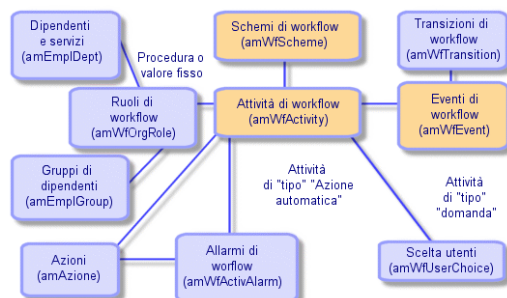 Dipendenti
e servizi
(amEmplDept)
Procedura o
valore fisso
Schemi di workflow
(amWfScheme)
Transizioni di
workflow
(amWfTransition)
Ruoli di
workflow
(amWfOrgRole)
Attività di workflow
(amWfActivity)
Eventi di
workflow
(amWfEvent)
Gruppi di
dipendenti
(amEmplGroup)
Attività
di "tipo" "Azione
automatica"
Attività
di "tipo"
"domanda"
Azioni
(amAzione)
Allarmi di
worflow
(amWfActivAlarm)
Scelta utenti
(amWfUserChoice)